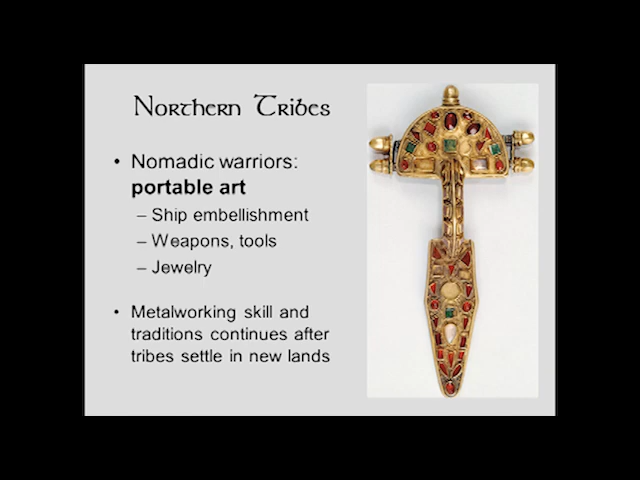 Northern Tribes
• Nomadic warriors:
portable art
– Ship embellishment
– Weapons, tools
– Jewelry
• Metalworking skill and
traditions continues after
tribes settle in new lands